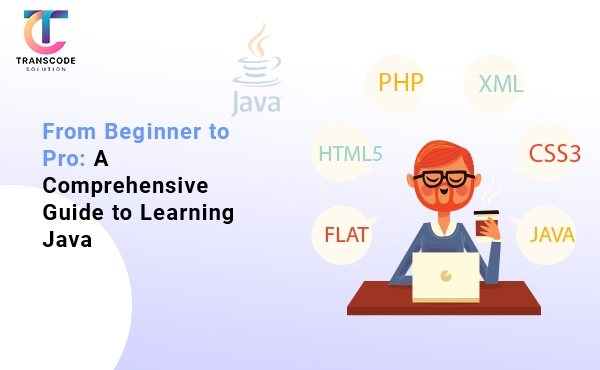 TRANSCODE
SOLUTION
Java
From Beginner to
Pro: A
Comprehensive
Guide to Learning
Java
PHP
XML
HTML5
CSS3
FLAT
JAVA